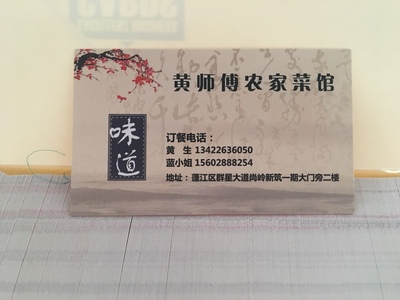 黄师傅农家菜馆
味道
订餐电话：
黄 生 13422636050
蓝小姐 15602888254
地址：蓬江区群星大道尚岭新筑一期大门旁二楼